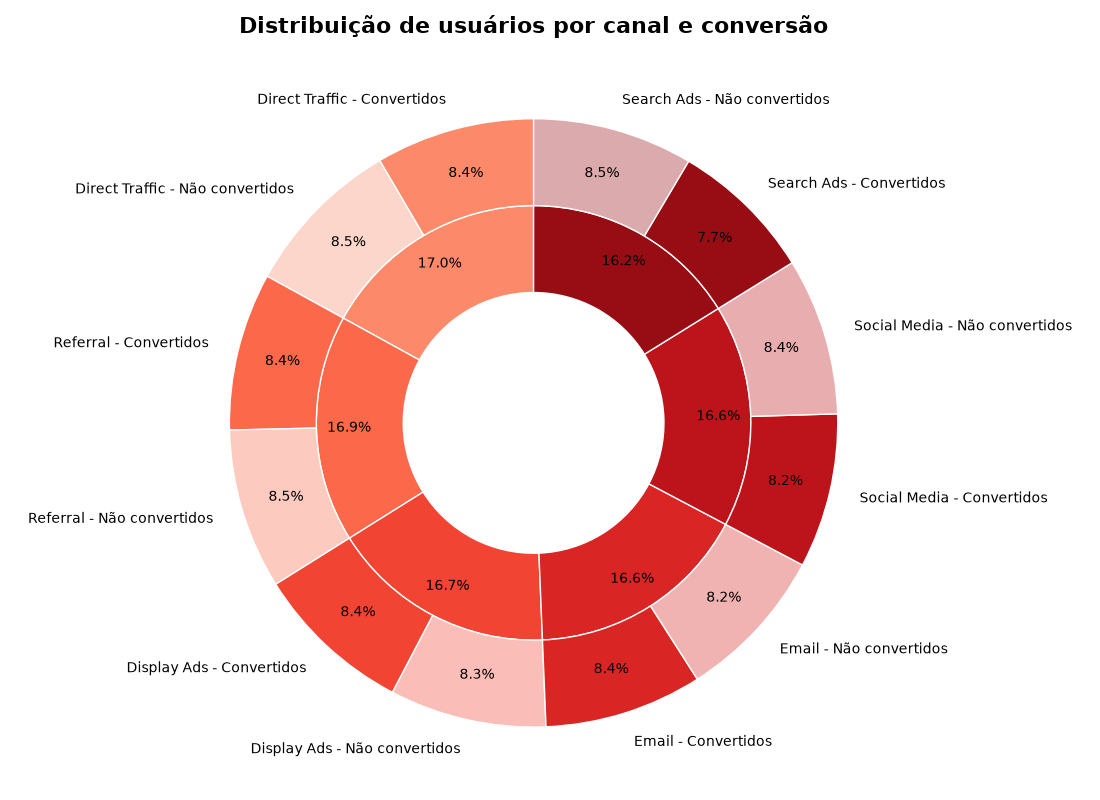 Distribuição de usuários por canal e conversão
Direct Traffic - Convertidos
Search Ads - Não convertidos
8.4%
8.5%
Search Ads - Convertidos
Direct Traffic - Não convertidos
8.5%
7.7%
17.0%
16.2%
Social Media - Não convertidos
Referral - Convertidos
8.4%
8.4%
16.9%
16.6%
8.2%
8.5%
Social Media - Convertidos
Referral - Não convertidos
16.7%
16.6%
8.4%
8.2%
Email - Não convertidos
Display Ads - Convertidos
8.3%
8.4%
Email - Convertidos
Display Ads - Não convertidos